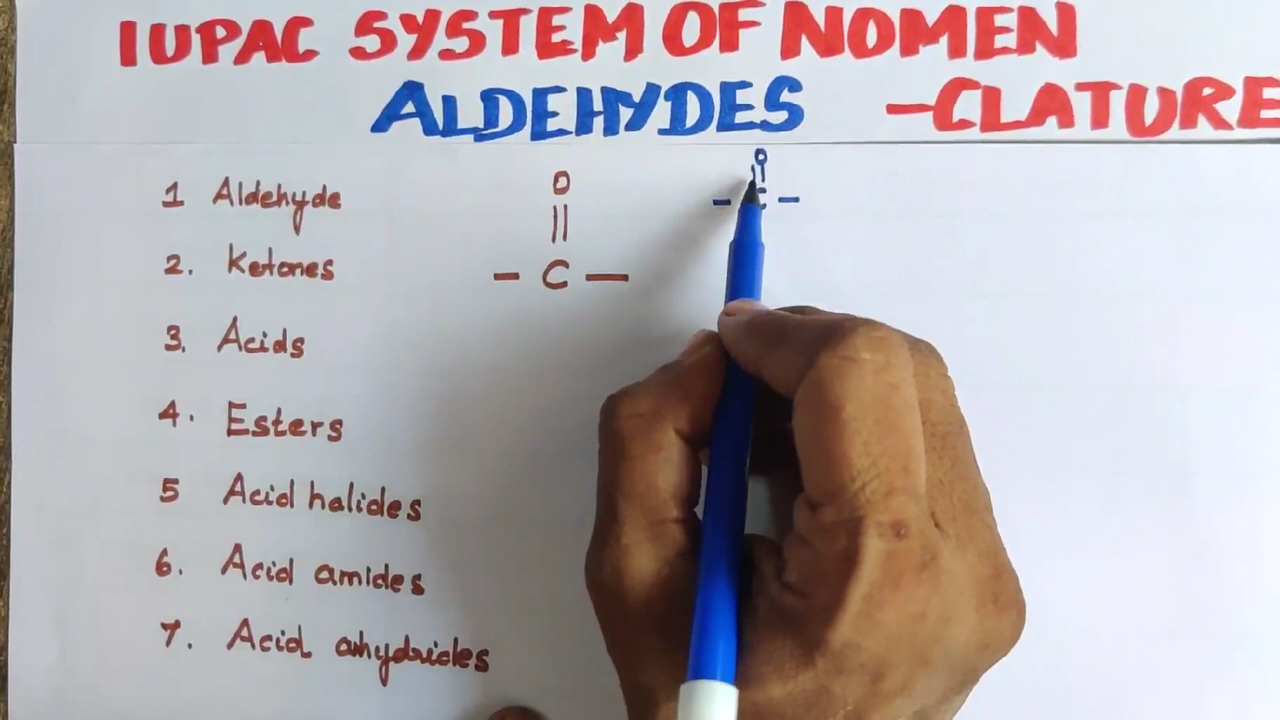 IUPAC SYSTEM OF NOMEN
ALDEHYDES -CLATURE
1 Aldehyde
2. Ketones
3. Acids
4. Esters
5 Acid halides
6. Acid amides
7. Acid anhydrides
O
||
- C -
O
- C -